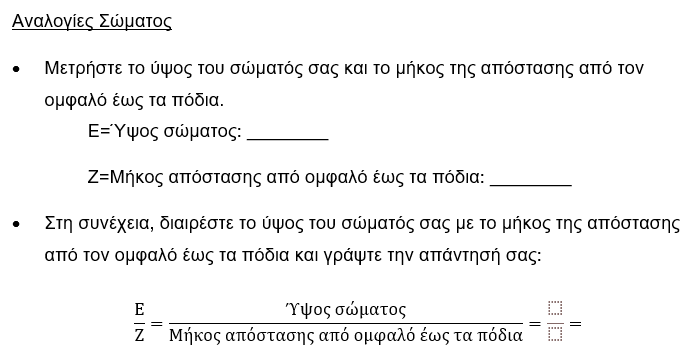 Αναλογίες Σώματος
• Μετρήστε το ύψος του σώματός σας και το μήκος της απόστασης από τον
ομφαλό έως τα πόδια.
Ε=Ύψος σώματος: ________
Ζ=Μήκος απόστασης από ομφαλό έως τα πόδια: ________
• Στη συνέχεια, διαιρέστε το ύψος του σώματός σας με το μήκος της απόστασης
από τον ομφαλό έως τα πόδια και γράψτε την απάντησή σας:
Ε/Ζ = Ύψος σώματος/Μήκος απόστασης από ομφαλό έως τα πόδια = ⬚/⬚ =